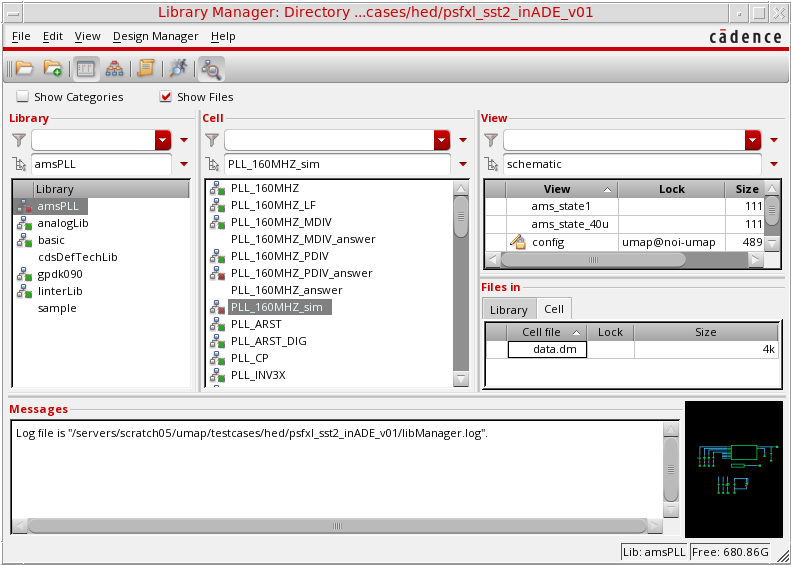 Library Manager: Directory ...cases/hed/psfxl_sst2_inADE_v01
File Edit View Design Manager Help
cādence
Show Categories Show Files
Library Cell View
amsPLL PLL_160MHZ_sim schematic
Library
amsPLL
analogLib
basic
cdsDefTechLib
gpdk090
linterLib
sample
PLL_160MHZ
PLL_160MHZ_LF
PLL_160MHZ_MDIV
PLL_160MHZ_MDIV_answer
PLL_160MHZ_PDIV
PLL_160MHZ_PDIV_answer
PLL_160MHZ_answer
PLL_160MHZ_sim
PLL_ARST
PLL_ARST_DIG
PLL_CP
PLL_INV3X
View Lock Size
ams_state1 111
ams_state_40u 111
config umap@noi-umap 489
Files in
Library Cell
Cell file Lock Size
data.dm 4k
Messages
Log file is "/servers/scratch05/umap/testcases/hed/psfxl_sst2_inADE_v01/libManager.log".
Lib: amsPLL Free: 680.86G